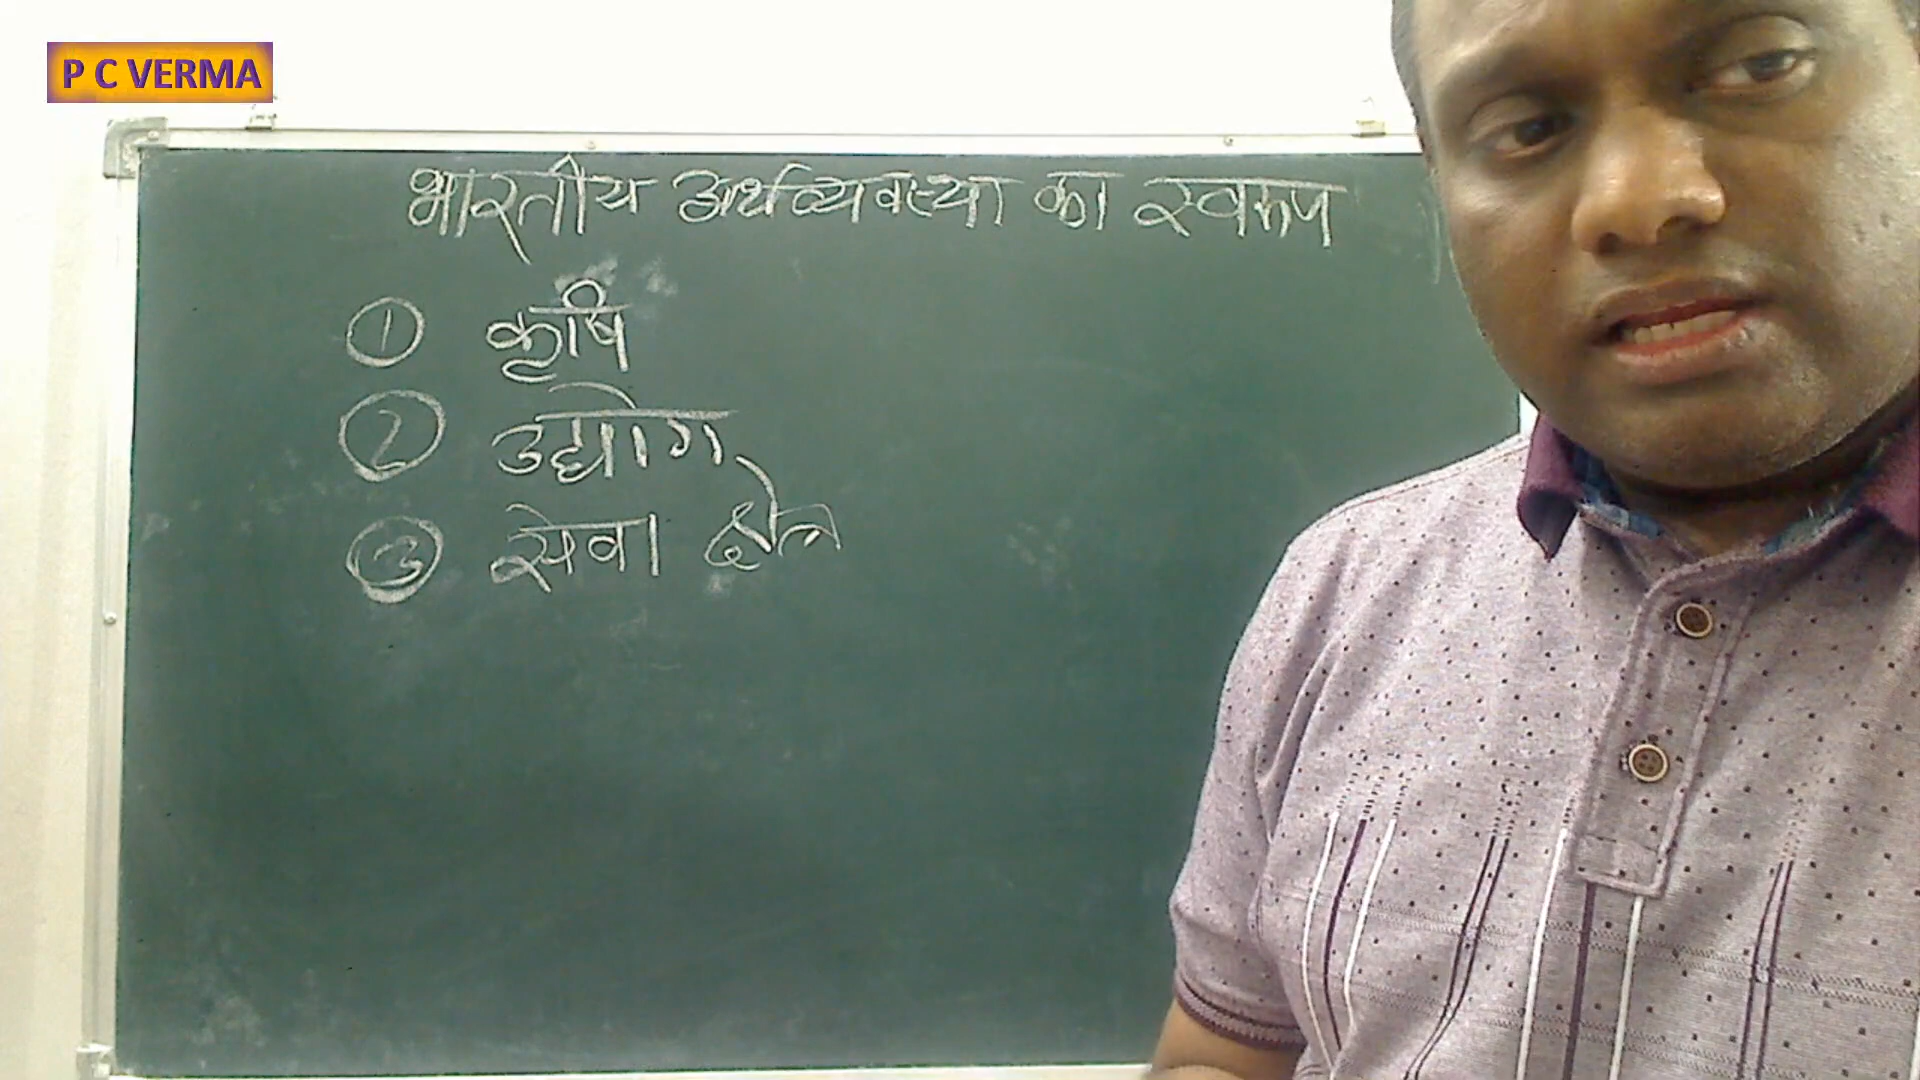 P C VERMA
भारतीय अर्थव्यवस्था का स्वरूप
① कृषि
② उद्योग
③ सेवा क्षेत्र